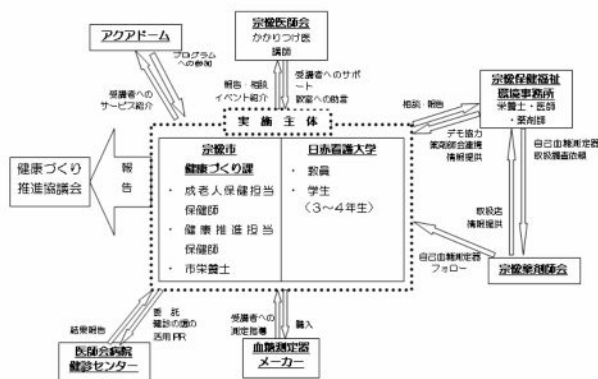 アクアドーム
宗像医師会
かかりつけ医
講師
プログラム
への参加
受講者への
サービス紹介
報告・相談
イベント紹介
受講者へのサポ
ート
教室への助言
宗像保健福祉
環境事務所
栄養士・医師
・薬剤師
相談・報告
デモ協力
薬剤師会連携
情報提供
実施主体
健康づくり
推進協議会
報
告
宗像市
健康づくり課
・ 成老人保健担当
保健師
・ 健康推進担当
保健師
・ 市栄養士
日赤看護大学
・ 教員
・ 学生
（3～4年生）
自己血糖測定器
取扱調査依頼
取扱店
情報提供
自己血糖測定器
フォロー
宗像薬剤師会
結果報告
委 託
健診の場の
活用PR
受講者への
測定指導
購入
医師会病院
健診センター
血糖測定器
メーカー